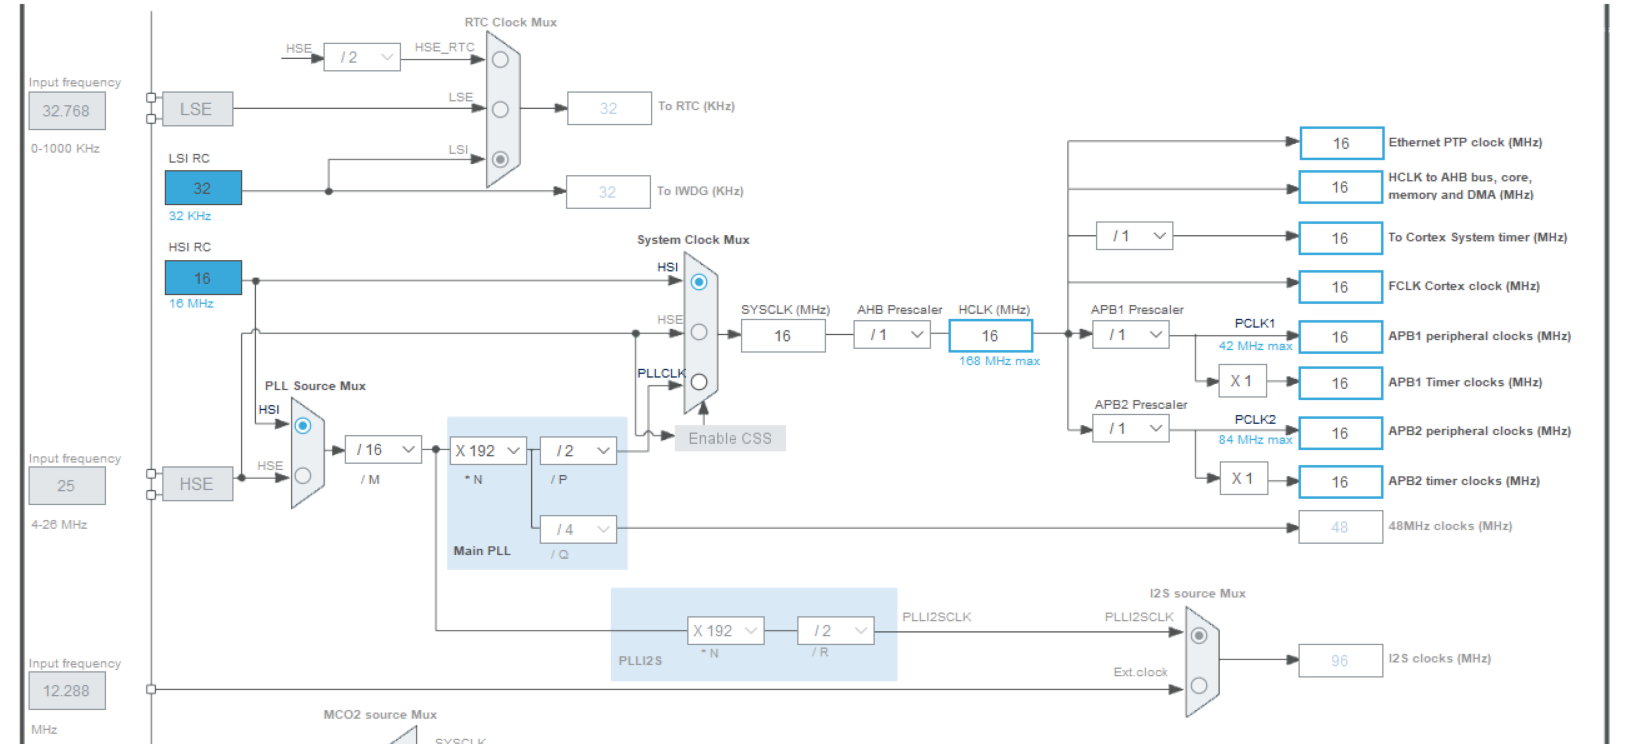 RTC Clock Mux
HSE
/ 2
HSE_RTC
Input frequency
32.768
0-1000 KHz
LSE
LSE
32
To RTC (KHz)
LSI
LSI RC
32
32 KHz
32
To IWDG (KHz)
16
Ethernet PTP clock (MHz)
16
HCLK to AHB bus, core,
memory and DMA (MHz)
/ 1
16
To Cortex System timer (MHz)
16
FCLK Cortex clock (MHz)
HSI RC
16
16 MHz
System Clock Mux
HSI
HSE
PLLCLK
SYSCLK (MHz)
16
AHB Prescaler
/ 1
HCLK (MHz)
16
168 MHz max
APB1 Prescaler
/ 1
PCLK1
42 MHz max
16
APB1 peripheral clocks (MHz)
X 1
16
APB1 Timer clocks (MHz)
APB2 Prescaler
/ 1
PCLK2
84 MHz max
16
APB2 peripheral clocks (MHz)
X 1
16
APB2 timer clocks (MHz)
PLL Source Mux
HSI
HSE
Enable CSS
Input frequency
25
4-26 MHz
HSE
/ 16
/ M
X 192
* N
/ 2
/ P
/ 4
/ Q
Main PLL
48
48MHz clocks (MHz)
X 192
* N
/ 2
/ R
PLLI2S
PLLI2SCLK
I2S source Mux
PLLI2SCLK
Ext.clock
96
I2S clocks (MHz)
Input frequency
12.288
MHz
MCO2 source Mux
SYSCLK